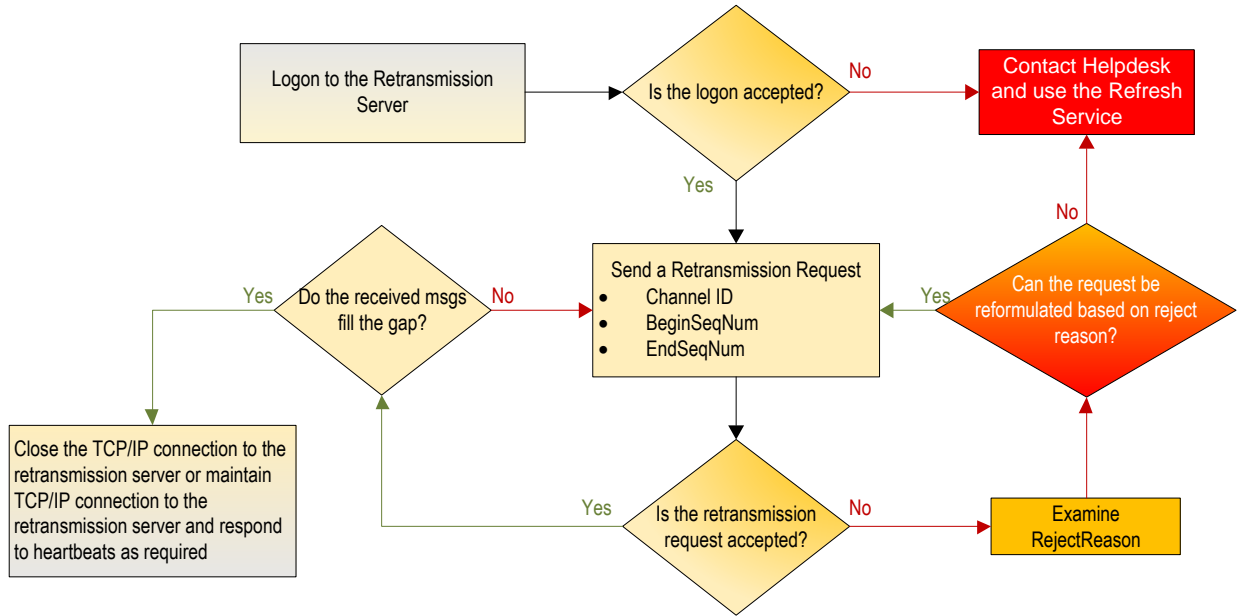 Logon to the Retransmission
Server
Is the logon accepted?
No
Contact Helpdesk
and use the Refresh
Service
Yes
No
Do the received msgs
fill the gap?
Yes
No
Send a Retransmission Request
• Channel ID
• BeginSeqNum
• EndSeqNum
Yes
Can the request be
reformulated based on reject
reason?
Close the TCP/IP connection to the
retransmission server or maintain
TCP/IP connection to the
retransmission server and respond
to heartbeats as required
Yes
Is the retransmission
request accepted?
No
Examine
RejectReason